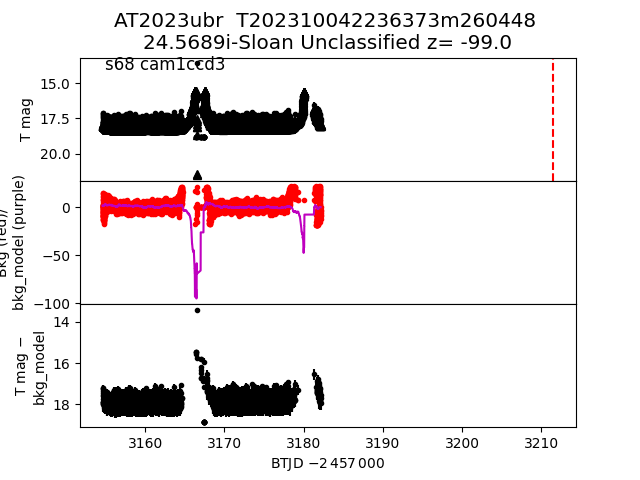 AT2023ubr T202310042236373m260448
24.5689i-Sloan Unclassified z= -99.0
s68 cam1ccd3
15.0
17.5
20.0
T mag
0
−50
−100
Bkg (red)/
bkg_model (purple)
14
16
18
T mag −
bkg_model
3160 3170 3180 3190 3200 3210
BTJD −2 457 000